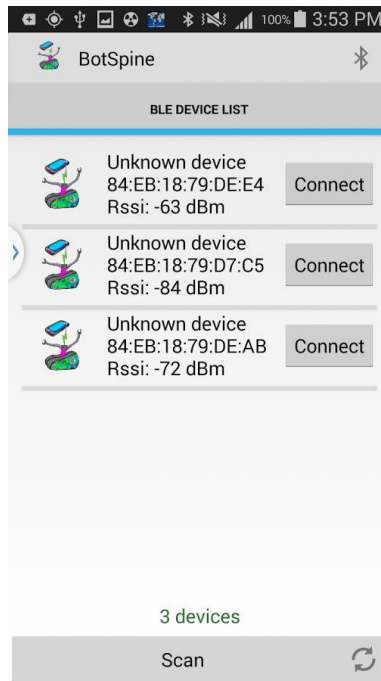 100% 3:53 PM
BotSpine
BLE DEVICE LIST
Unknown device
84:EB:18:79:DE:E4
Rssi: -63 dBm
Connect
Unknown device
84:EB:18:79:D7:C5
Rssi: -84 dBm
Connect
Unknown device
84:EB:18:79:DE:AB
Rssi: -72 dBm
Connect
3 devices
Scan